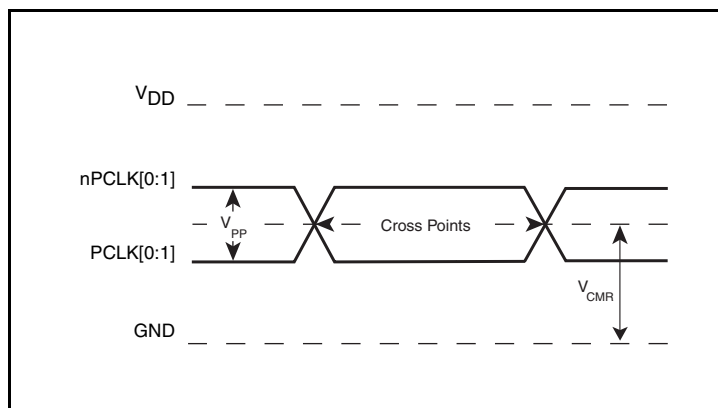 VDD
nPCLK[0:1]
VPP
Cross Points
PCLK[0:1]
VCMR
GND